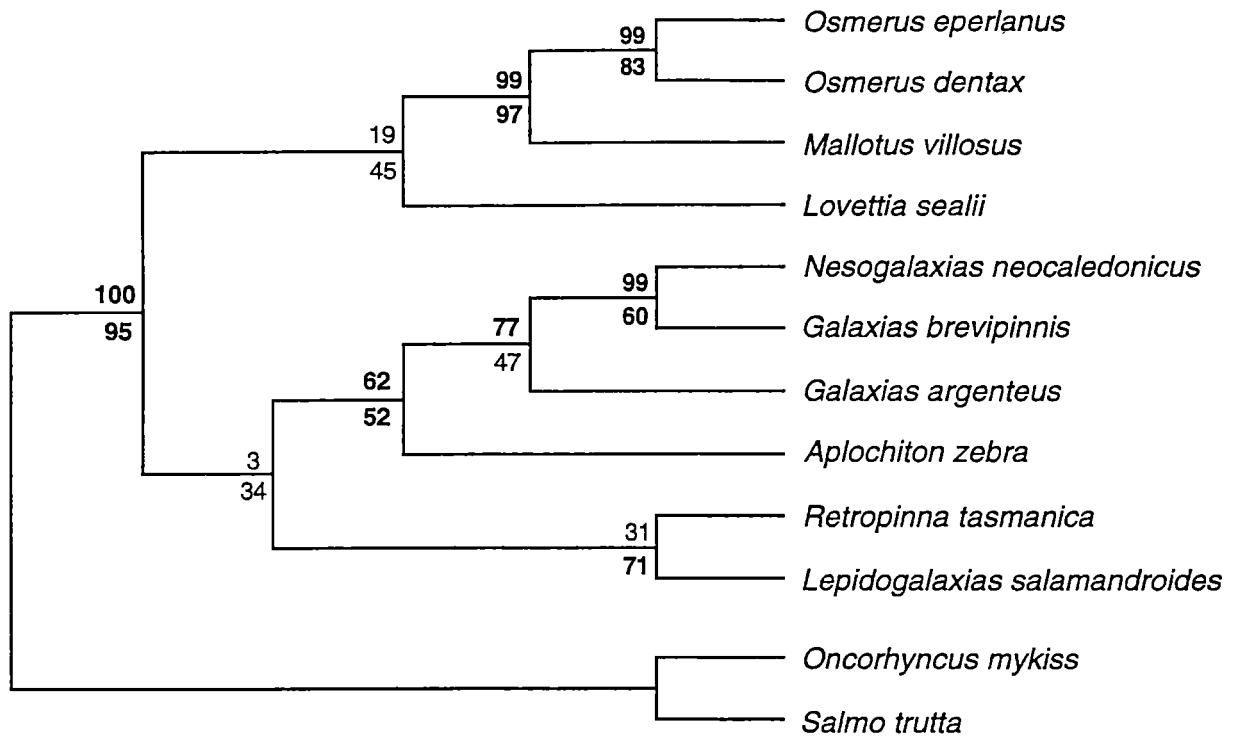 Osmerus eperlanus
99
83
Osmerus dentax
99
97
Mallotus villosus
19
45
Lovettia sealii
Nesogalaxias neocaledonicus
99
60
Galaxias brevipinnis
100
95
77
47
Galaxias argenteus
62
52
Aplochiton zebra
3
34
Retropinna tasmanica
31
71
Lepidogalaxias salamandroides
Oncorhyncus mykiss
Salmo trutta